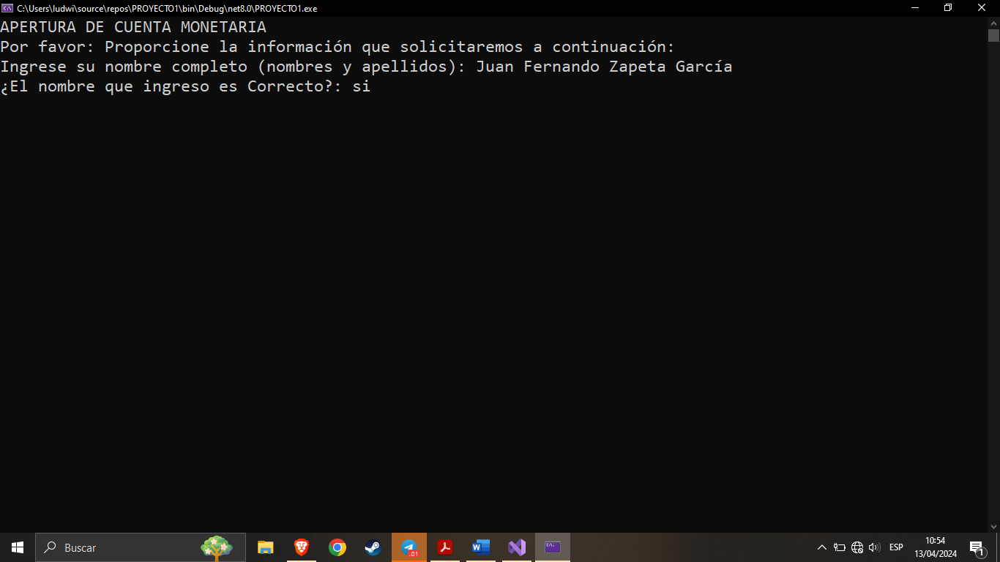 C:\Users\ludwi\source\repos\PROYECTO1\bin\Debug\net8.0\PROYECTO1.exe
APERTURA DE CUENTA MONETARIA
Por favor: Proporcione la información que solicitaremos a continuación:
Ingrese su nombre completo (nombres y apellidos): Juan Fernando Zapeta García
¿El nombre que ingreso es Correcto?: si
Buscar
.01
ESP
10:54
13/04/2024
1